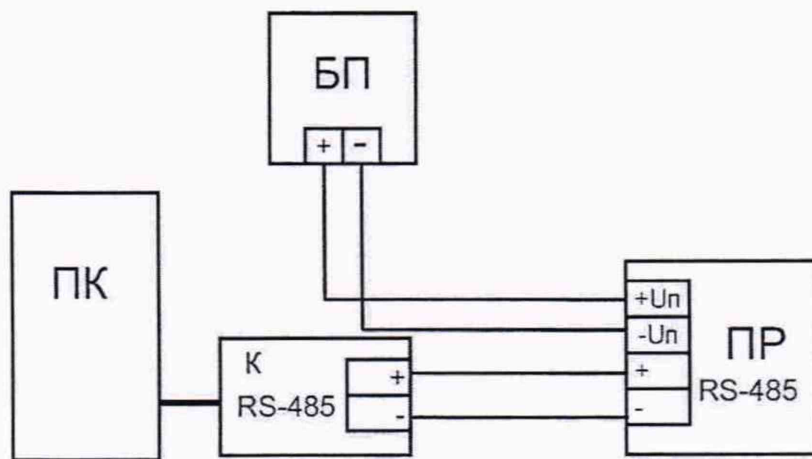 БП
+ -
ПК
К
RS-485
+
-
+Uп
-Uп
+
-
ПР
RS-485